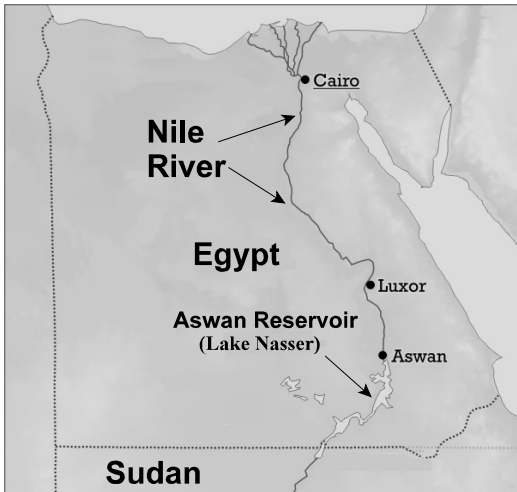 Cairo
Nile
River
Egypt
Luxor
Aswan Reservoir
(Lake Nasser)
Aswan
Sudan